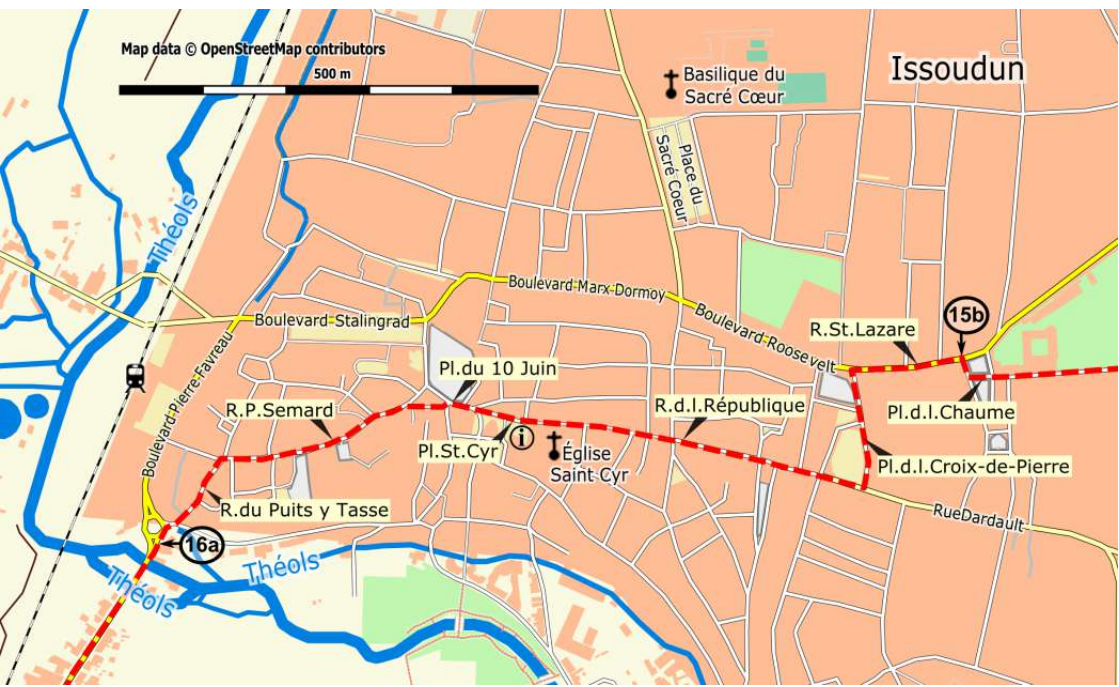 Map data © OpenStreetMap contributors
500 m
Issoudun
Basilique du
Sacré Cœur
Place du
Sacré Coeur
Théols
Boulevard Marx Dormoy
Boulevard Stalingrad
Boulevard Roosevelt
R.St.Lazare
15b
Boulevard Pierre Favreau
Pl.du 10 Juin
R.P.Semard
R.d.l.République
Pl.d.l.Chaume
Pl.St.Cyr
i
Église
Saint Cyr
Pl.d.l.Croix-de-Pierre
R.du Puits y Tasse
RueDardault
16a
Théols
Théols